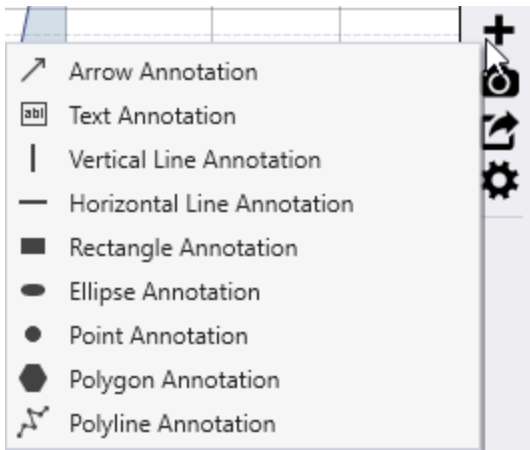 Arrow Annotation
abl Text Annotation
Vertical Line Annotation
Horizontal Line Annotation
Rectangle Annotation
Ellipse Annotation
Point Annotation
Polygon Annotation
Polyline Annotation